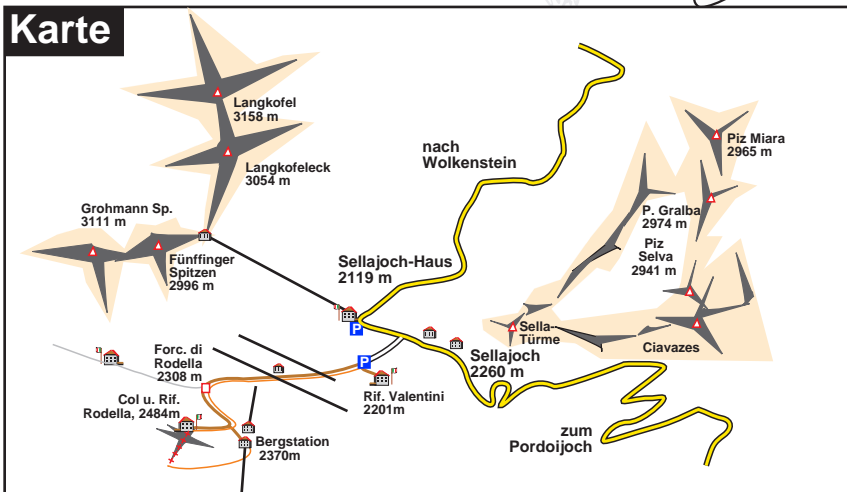 Karte
Langkofel
3158 m
Langkofeleck
3054 m
Grohmann Sp.
3111 m
Fünffinger
Spitzen
2996 m
nach
Wolkenstein
Piz Miara
2965 m
P. Gralba
2974 m
Piz
Selva
2941 m
Sella-
Türme
Ciavazes
Sellajoch-Haus
2119 m
P
Sellajoch
2260 m
P
Rif. Valentini
2201m
Forc. di
Rodella
2308 m
Col u. Rif.
Rodella, 2484m
Bergstation
2370m
zum
Pordoijoch